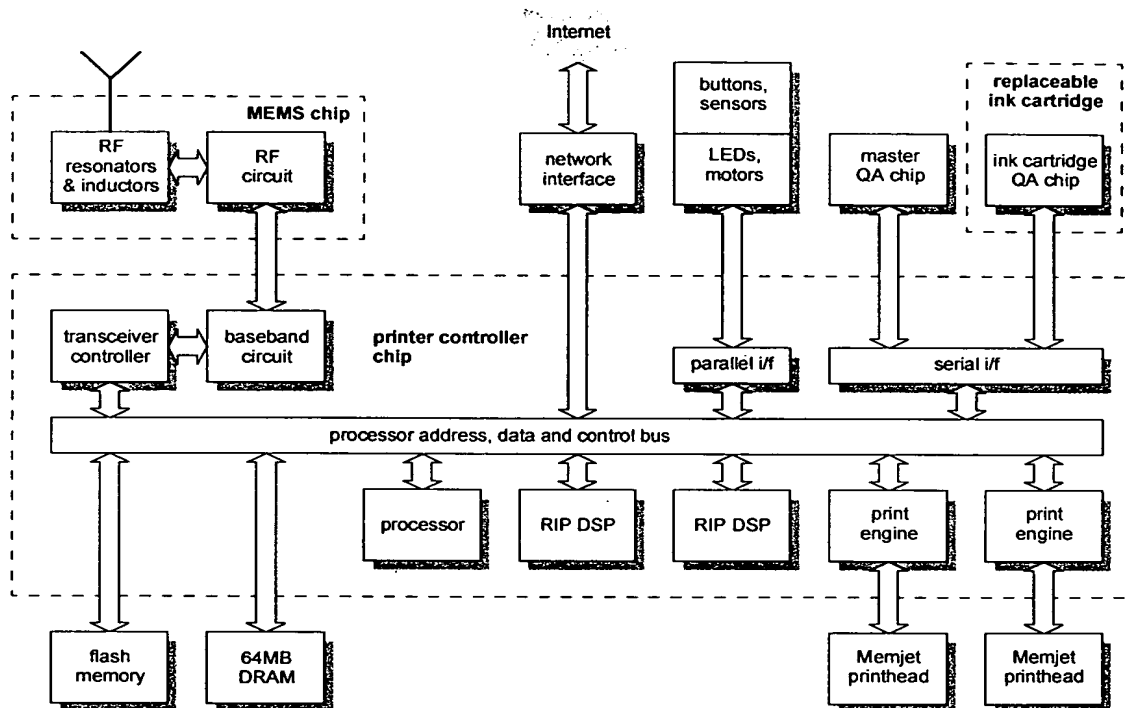 Internet
MEMS chip
RF
resonators
& inductors
RF
circuit
network
interface
buttons,
sensors
LEDs,
motors
master
QA chip
replaceable
ink cartridge
ink cartridge
QA chip
transceiver
controller
baseband
circuit
printer controller
chip
parallel i/f
serial i/f
processor address, data and control bus
processor
RIP DSP
RIP DSP
print
engine
print
engine
flash
memory
64MB
DRAM
Memjet
printhead
Memjet
printhead